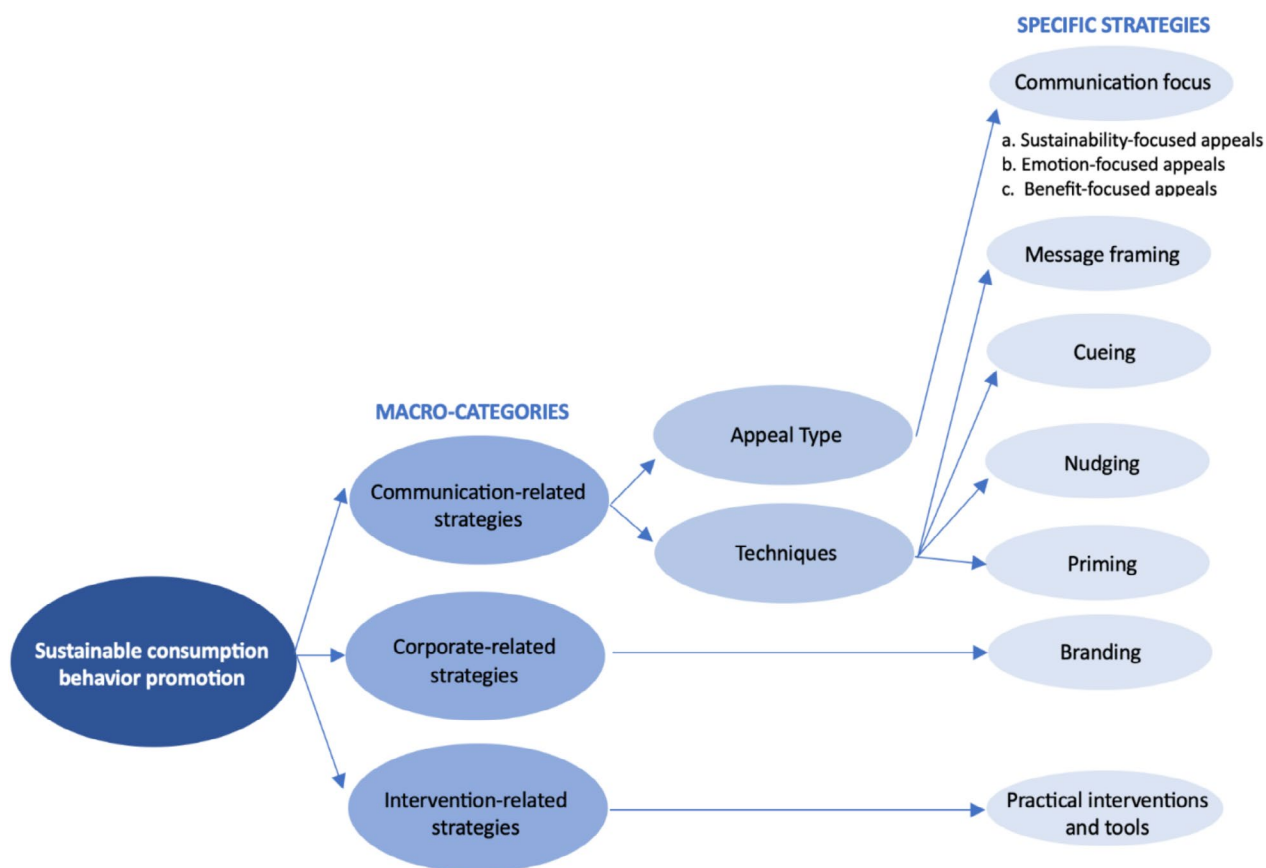 SPECIFIC STRATEGIES
Communication focus
a. Sustainability-focused appeals
b. Emotion-focused appeals
c. Benefit-focused appeals
Message framing
Cueing
MACRO-CATEGORIES
Appeal Type
Communication-related
strategies
Nudging
Techniques
Priming
Sustainable consumption
behavior promotion
Corporate-related
strategies
Branding
Intervention-related
strategies
Practical interventions
and tools